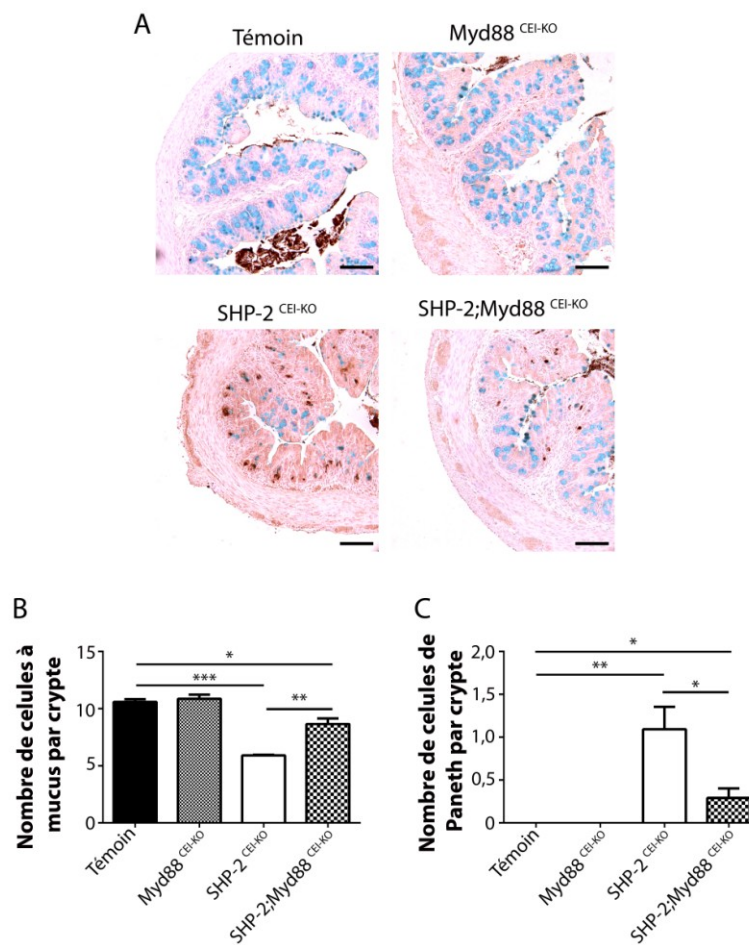 A
Témoin
Myd88 CEI-KO
SHP-2 CEI-KO
SHP-2;Myd88 CEI-KO
B
Nombre de celules à
mucus par crypte
15
10
5
0
*
***
**
Témoin
Myd88 CEI-KO
SHP-2 CEI-KO
SHP-2;Myd88 CEI-KO
C
Nombre de celules de
Paneth par crypte
2,0
1,5
1,0
0,5
0
*
**
*
Témoin
Myd88 CEI-KO
SHP-2 CEI-KO
SHP-2;Myd88 CEI-KO